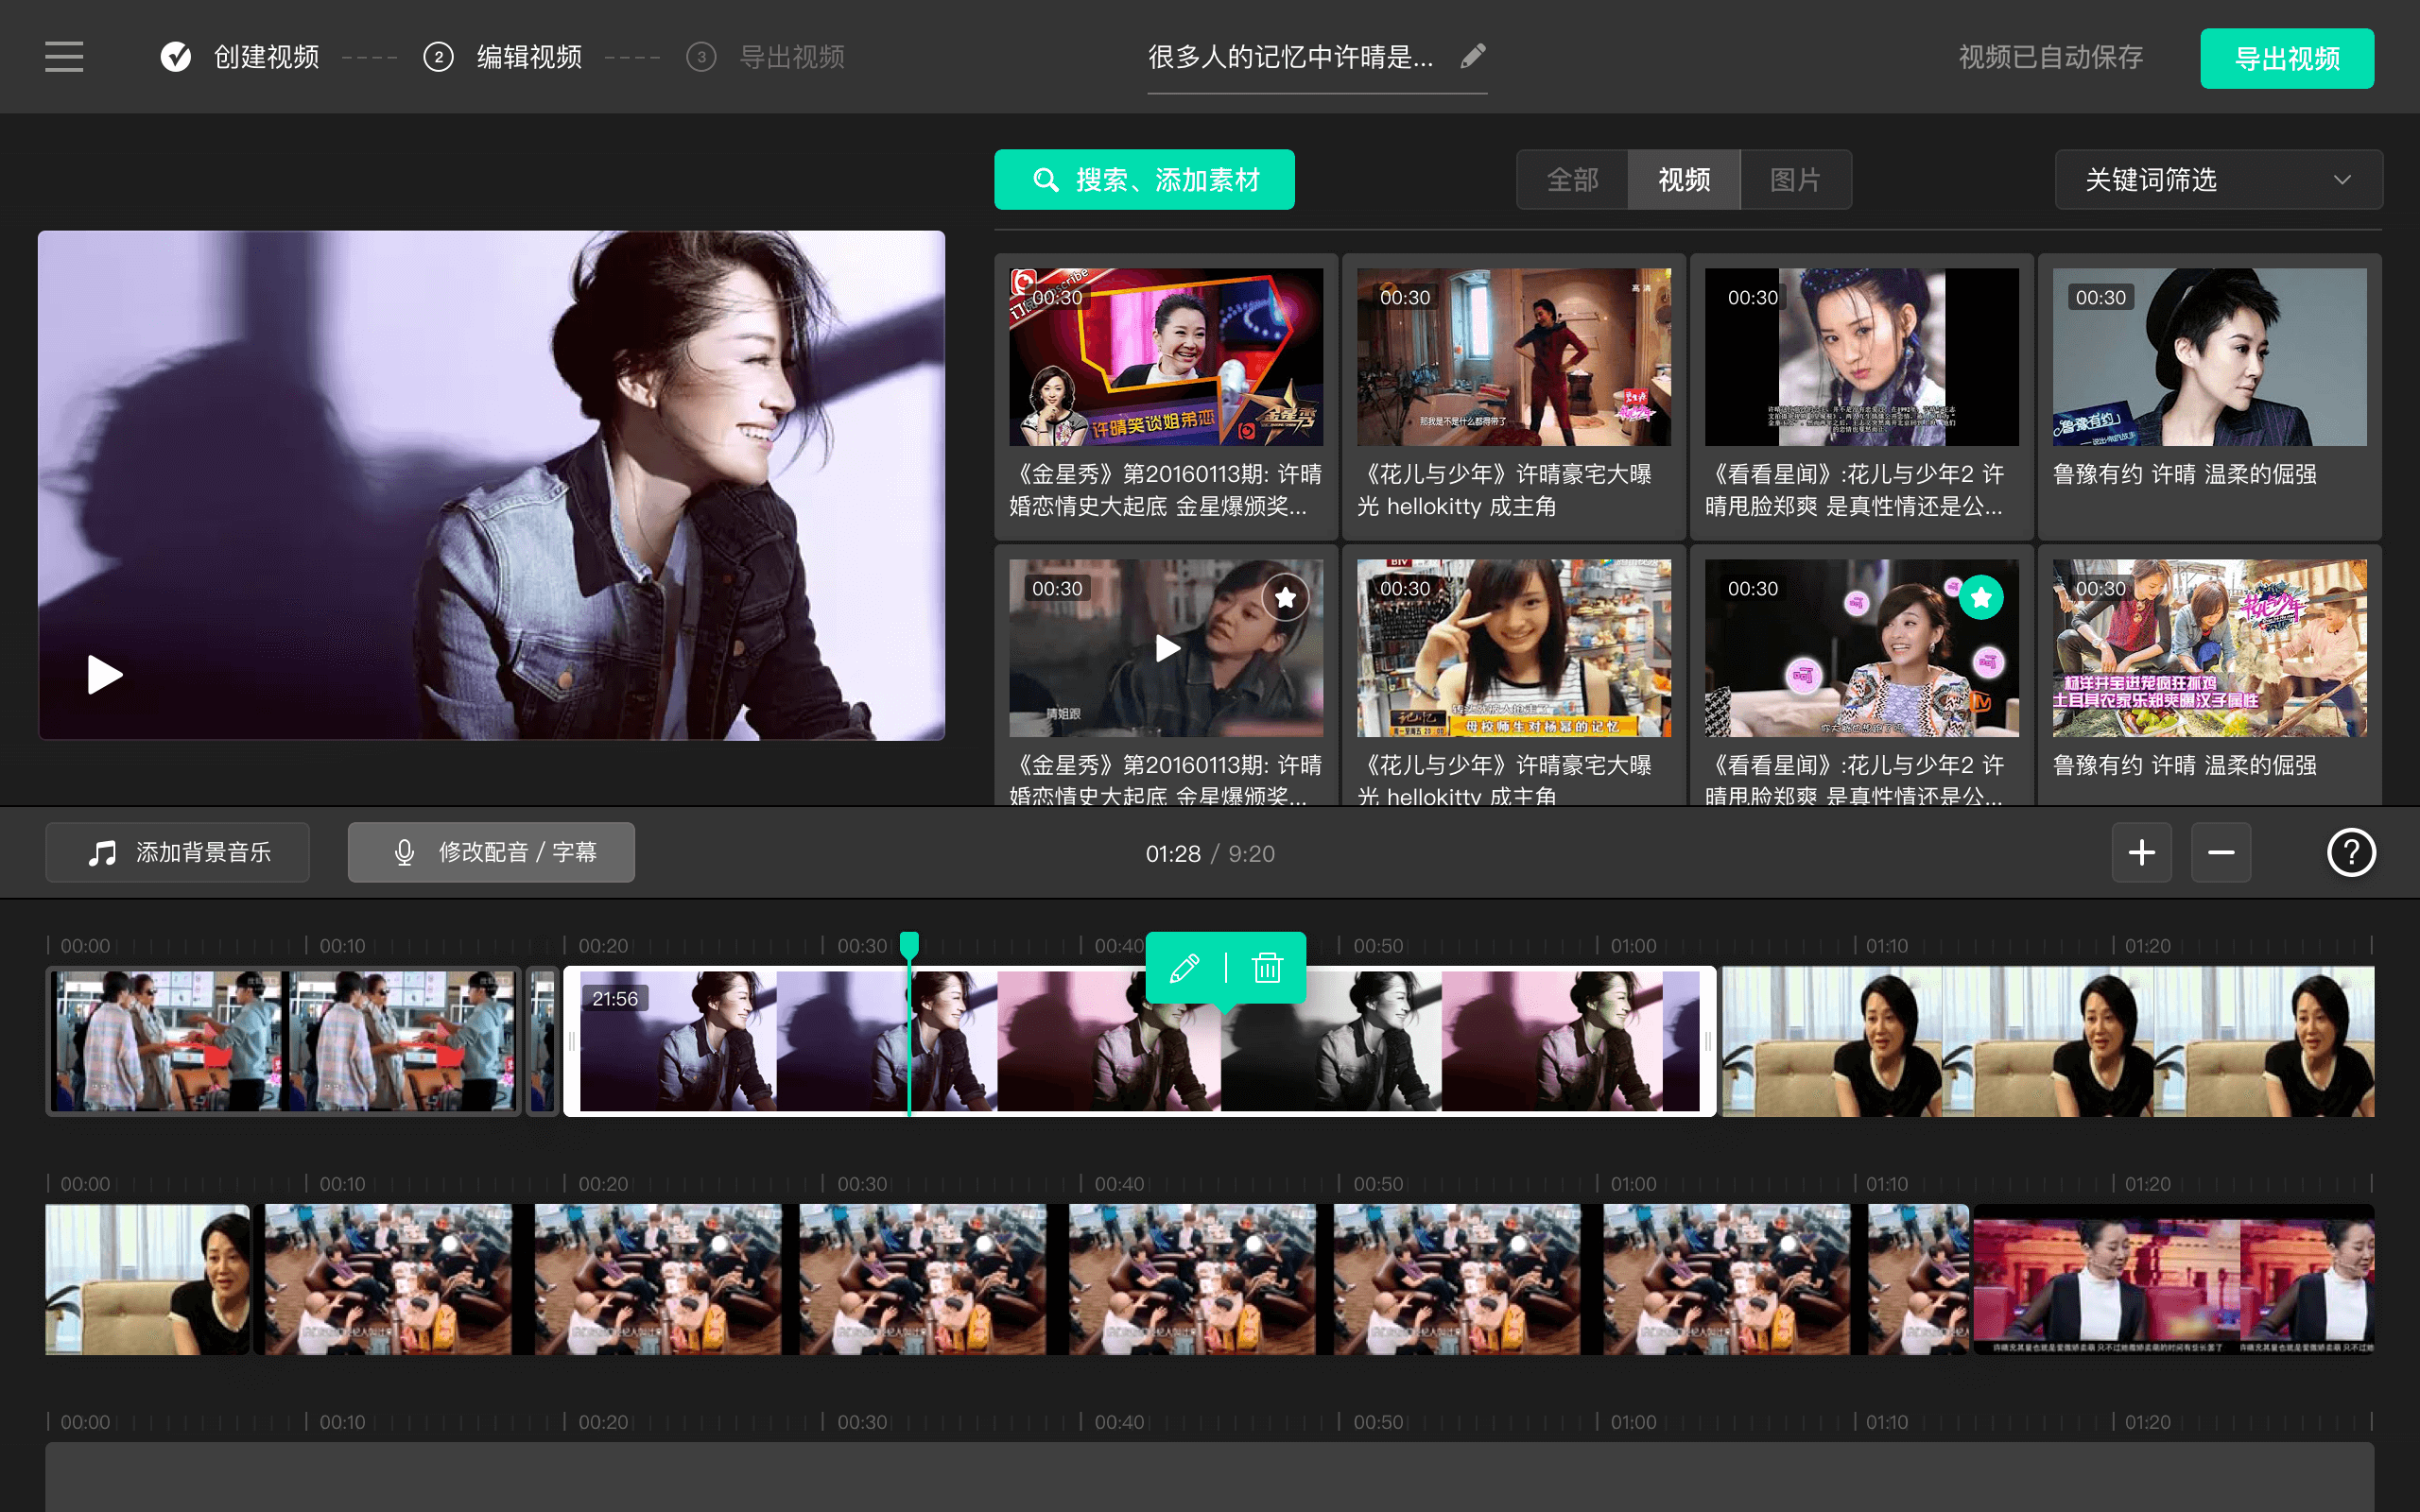 创建视频
2
编辑视频
3
导出视频
很多人的记忆中许晴是...
视频已自动保存
导出视频
搜索、添加素材
全部
视频
图片
关键词筛选
00:30
许晴笑谈姐弟恋
金星秀
《金星秀》第20160113期: 许晴
婚恋情史大起底 金星爆颁奖...
00:30
高清
那我是不是什么都得带了
《花儿与少年》许晴豪宅大曝
光 hellokitty 成主角
00:30
《看看星闻》:花儿与少年2 许
晴甩脸郑爽 是真性情还是公...
00:30
鲁豫有约
鲁豫有约 许晴 温柔的倔强
00:30
晴姐跟
《金星秀》第20160113期: 许晴
婚恋情史大起底 金星爆颁奖...
00:30
BTV
记忆
母校师生对杨幂的记忆
《花儿与少年》许晴豪宅大曝
光 hellokitty 成主角
00:30
《看看星闻》:花儿与少年2 许
晴甩脸郑爽 是真性情还是公...
00:30
花儿与少年
杨洋井宝进笼疯狂抓鸡
土耳其农家乐郑爽曝汉子属性
鲁豫有约 许晴 温柔的倔强
添加背景音乐
修改配音 / 字幕
01:28 / 9:20
?
00:00
00:10
00:20
00:30
00:40
00:50
01:00
01:10
01:20
21:56
00:00
00:10
00:20
00:30
00:40
00:50
01:00
01:10
01:20
00:00
00:10
00:20
00:30
00:40
00:50
01:00
01:10
01:20